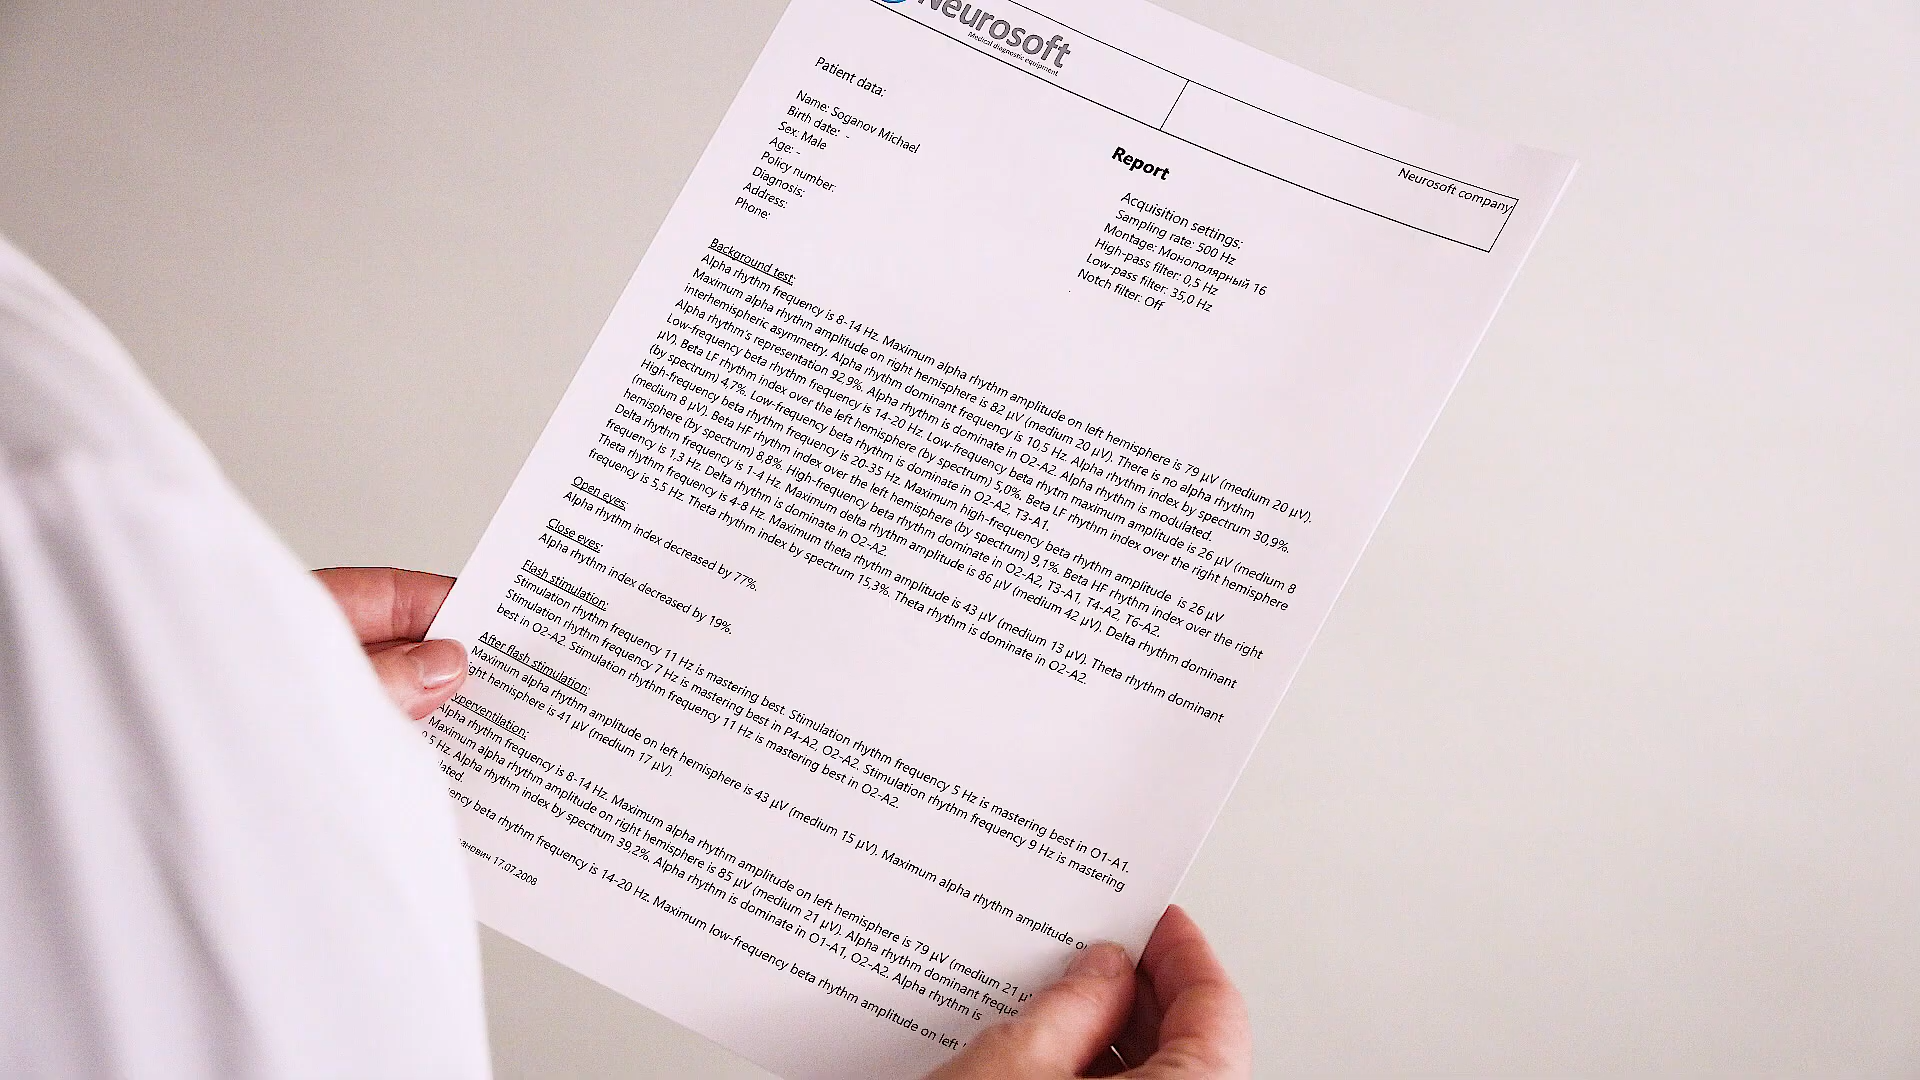 Neurosoft
Medical diagnostic equipment
Neurosoft company
Patient data:
Name: Soganov Michael
Birth date: -
Sex: Male
Age: -
Policy number:
Diagnosis:
Address:
Phone:
Report
Acquisition settings:
Sampling rate: 500 Hz
Montage: Монополярный 16
High-pass filter: 0,5 Hz
Low-pass filter: 35,0 Hz
Notch filter: Off
Background test:
Alpha rhythm frequency is 8-14 Hz. Maximum alpha rhythm amplitude on left hemisphere is 79 µV (medium 20 µV).
Maximum alpha rhythm amplitude on right hemisphere is 82 µV (medium 20 µV). There is no alpha rhythm
interhemispheric asymmetry. Alpha rhythm dominant frequency is 10,5 Hz. Alpha rhythm index by spectrum 30,9%.
Alpha rhythm's representation 92,9%. Alpha rhythm is dominate in O2-A2. Alpha rhythm is modulated.
Low-frequency beta rhythm frequency is 14-20 Hz. Low-frequency beta rhytm maximum amplitude is 26 µV (medium 8
µV). Beta LF rhythm index over the left hemisphere (by spectrum) 5,0%. Beta LF rhythm index over the right hemisphere
(by spectrum) 4,7%. Low-frequency beta rhythm is dominate in O2-A2, T3-A1.
High-frequency beta rhythm frequency is 20-35 Hz. Maximum high-frequency beta rhythm amplitude is 26 µV
(medium 8 µV). Beta HF rhythm index over the left hemisphere (by spectrum) 9,1%. Beta HF rhythm index over the right
hemisphere (by spectrum) 8,8%. High-frequency beta rhythm dominate in O2-A2, T3-A1, T4-A2, T6-A2.
Delta rhythm frequency is 1-4 Hz. Maximum delta rhythm amplitude is 86 µV (medium 42 µV). Delta rhythm dominant
frequency is 1,3 Hz. Delta rhythm is dominate in O2-A2.
Theta rhythm frequency is 4-8 Hz. Maximum theta rhythm amplitude is 43 µV (medium 13 µV). Theta rhythm dominant
frequency is 5,5 Hz. Theta rhythm index by spectrum 15,3%. Theta rhythm is dominate in O2-A2.
Open eyes:
Alpha rhythm index decreased by 77%.
Close eyes:
Alpha rhythm index decreased by 19%.
Flash stimulation:
Stimulation rhythm frequency 11 Hz is mastering best. Stimulation rhythm frequency 5 Hz is mastering best in O1-A1.
Stimulation rhythm frequency 7 Hz is mastering best in P4-A2, O2-A2. Stimulation rhythm frequency 9 Hz is mastering
best in O2-A2. Stimulation rhythm frequency 11 Hz is mastering best in O2-A2.
After flash stimulation:
Maximum alpha rhythm amplitude on left hemisphere is 43 µV (medium 15 µV). Maximum alpha rhythm amplitude o
ight hemisphere is 41 µV (medium 17 µV).
yperventilation:
Alpha rhythm frequency is 8-14 Hz. Maximum alpha rhythm amplitude on left hemisphere is 79 µV (medium 21 µ
Maximum alpha rhythm amplitude on right hemisphere is 85 µV (medium 21 µV). Alpha rhythm dominant freque
0,5 Hz. Alpha rhythm index by spectrum 39,2%. Alpha rhythm is dominate in O1-A1, O2-A2. Alpha rhythm is
lated.
ency beta rhythm frequency is 14-20 Hz. Maximum low-frequency beta rhythm amplitude on left
анович 17.07.2008